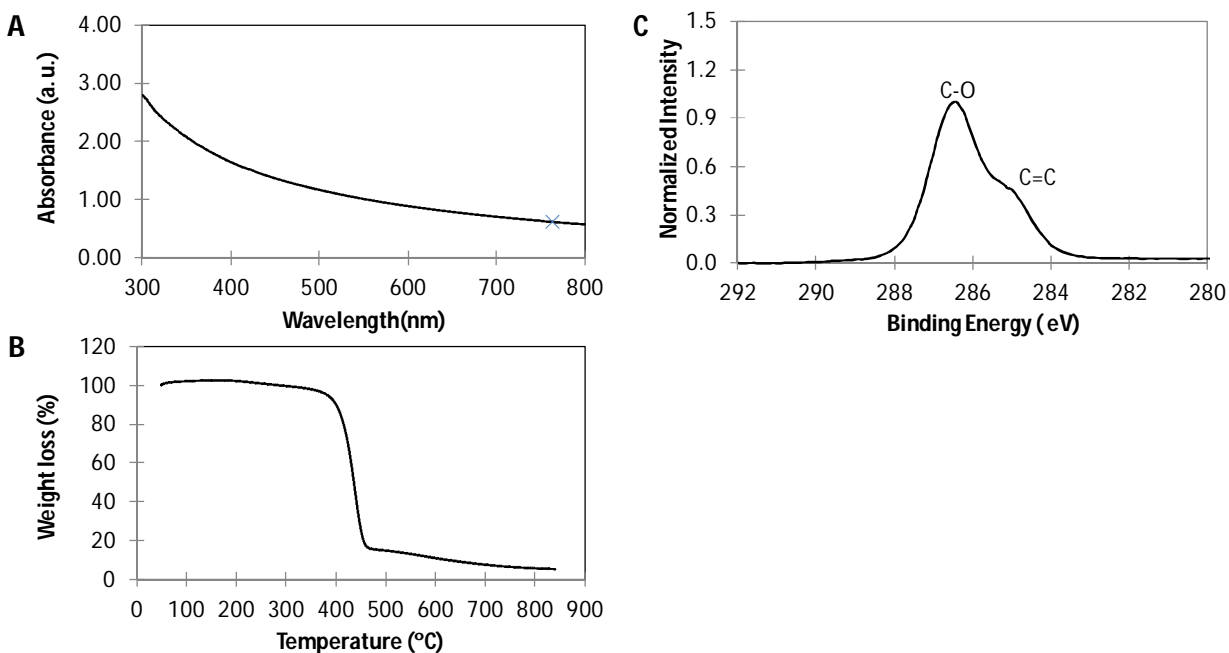 A
4.00
3.00
2.00
1.00
0.00
Absorbance (a. u.)
300 400 500 600 700 800
Wavelength(nm)
B
120
100
80
60
40
20
0
Weight loss (%)
0 100 200 300 400 500 600 700 800 900
Temperature (ºC)
C
1.5
1.2
0.9
0.6
0.3
0.0
Normalized Intensity
C-O
C=C
292 290 288 286 284 282 280
Binding Energy ( eV)